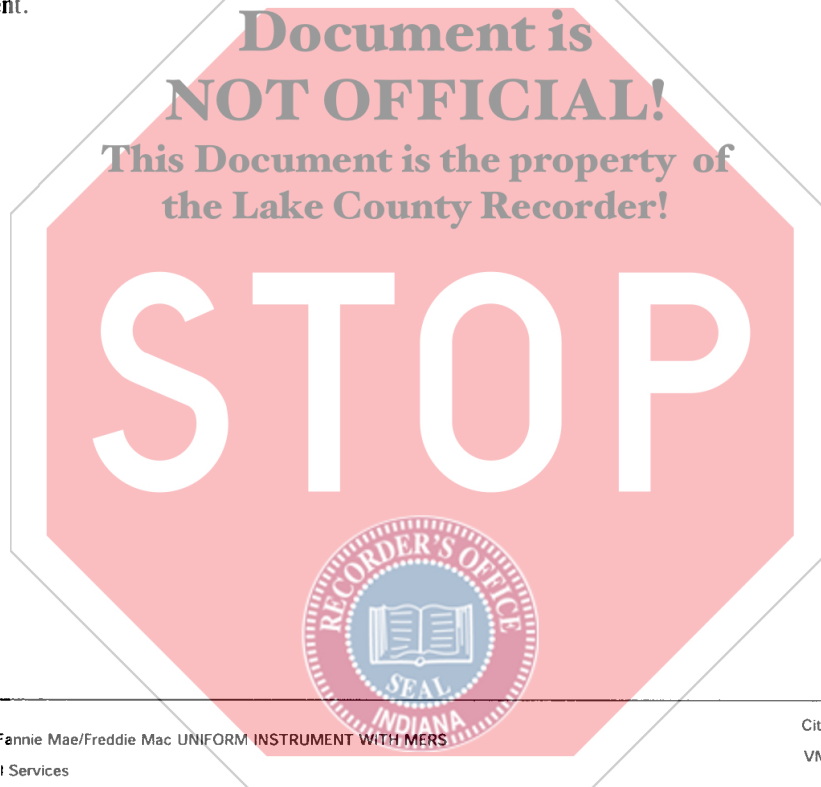 nt.
Document is
NOT OFFICIAL!
This Document is the property of
the Lake County Recorder!
STOP
RECORDER'S OFFICE
SEAL
INDIANA
Fannie Mae/Freddie Mac UNIFORM INSTRUMENT WITH MERS
Cit
l Services
VM